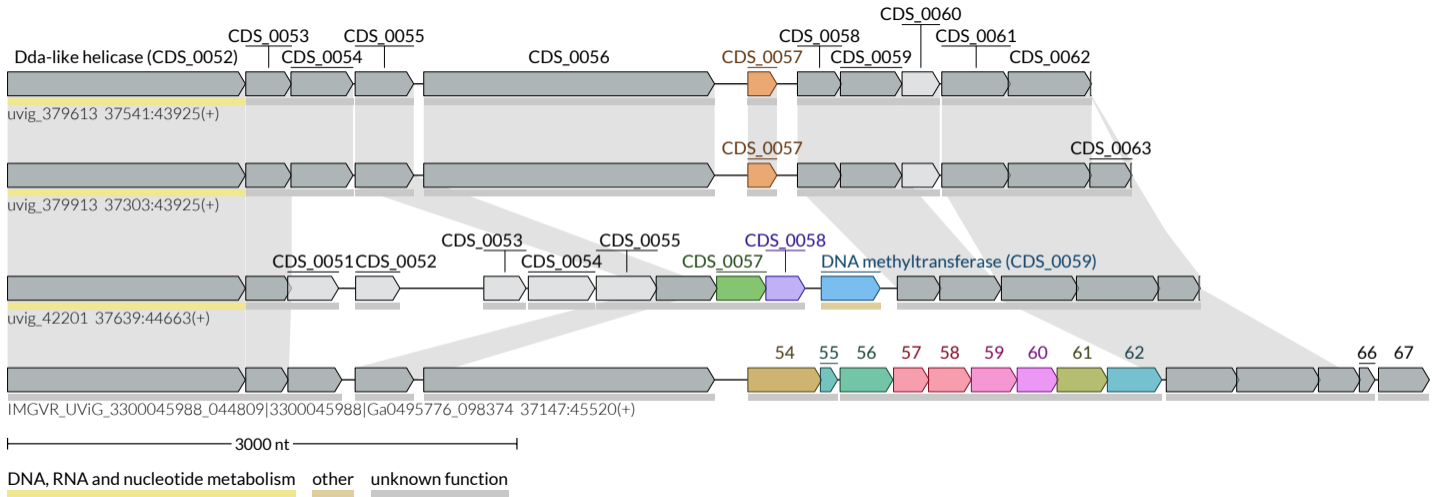 CDS_0060
CDS_0053 CDS_0055 CDS_0058 CDS_0061
Dda-like helicase (CDS_0052) CDS_0054 CDS_0056 CDS_0057 CDS_0059 CDS_0062
uvig_379613 37541:43925(+)
CDS_0057 CDS_0063
uvig_379913 37303:43925(+)
CDS_0053 CDS_0055 CDS_0058
CDS_0051 CDS_0052 CDS_0054 CDS_0057 DNA methyltransferase (CDS_0059)
uvig_42201 37639:44663(+)
54 55 56 57 58 59 60 61 62 66 67
IMGVR_UViG_3300045988_044809|3300045988|Ga0495776_098374 37147:45520(+)
3000 nt
DNA, RNA and nucleotide metabolism other unknown function